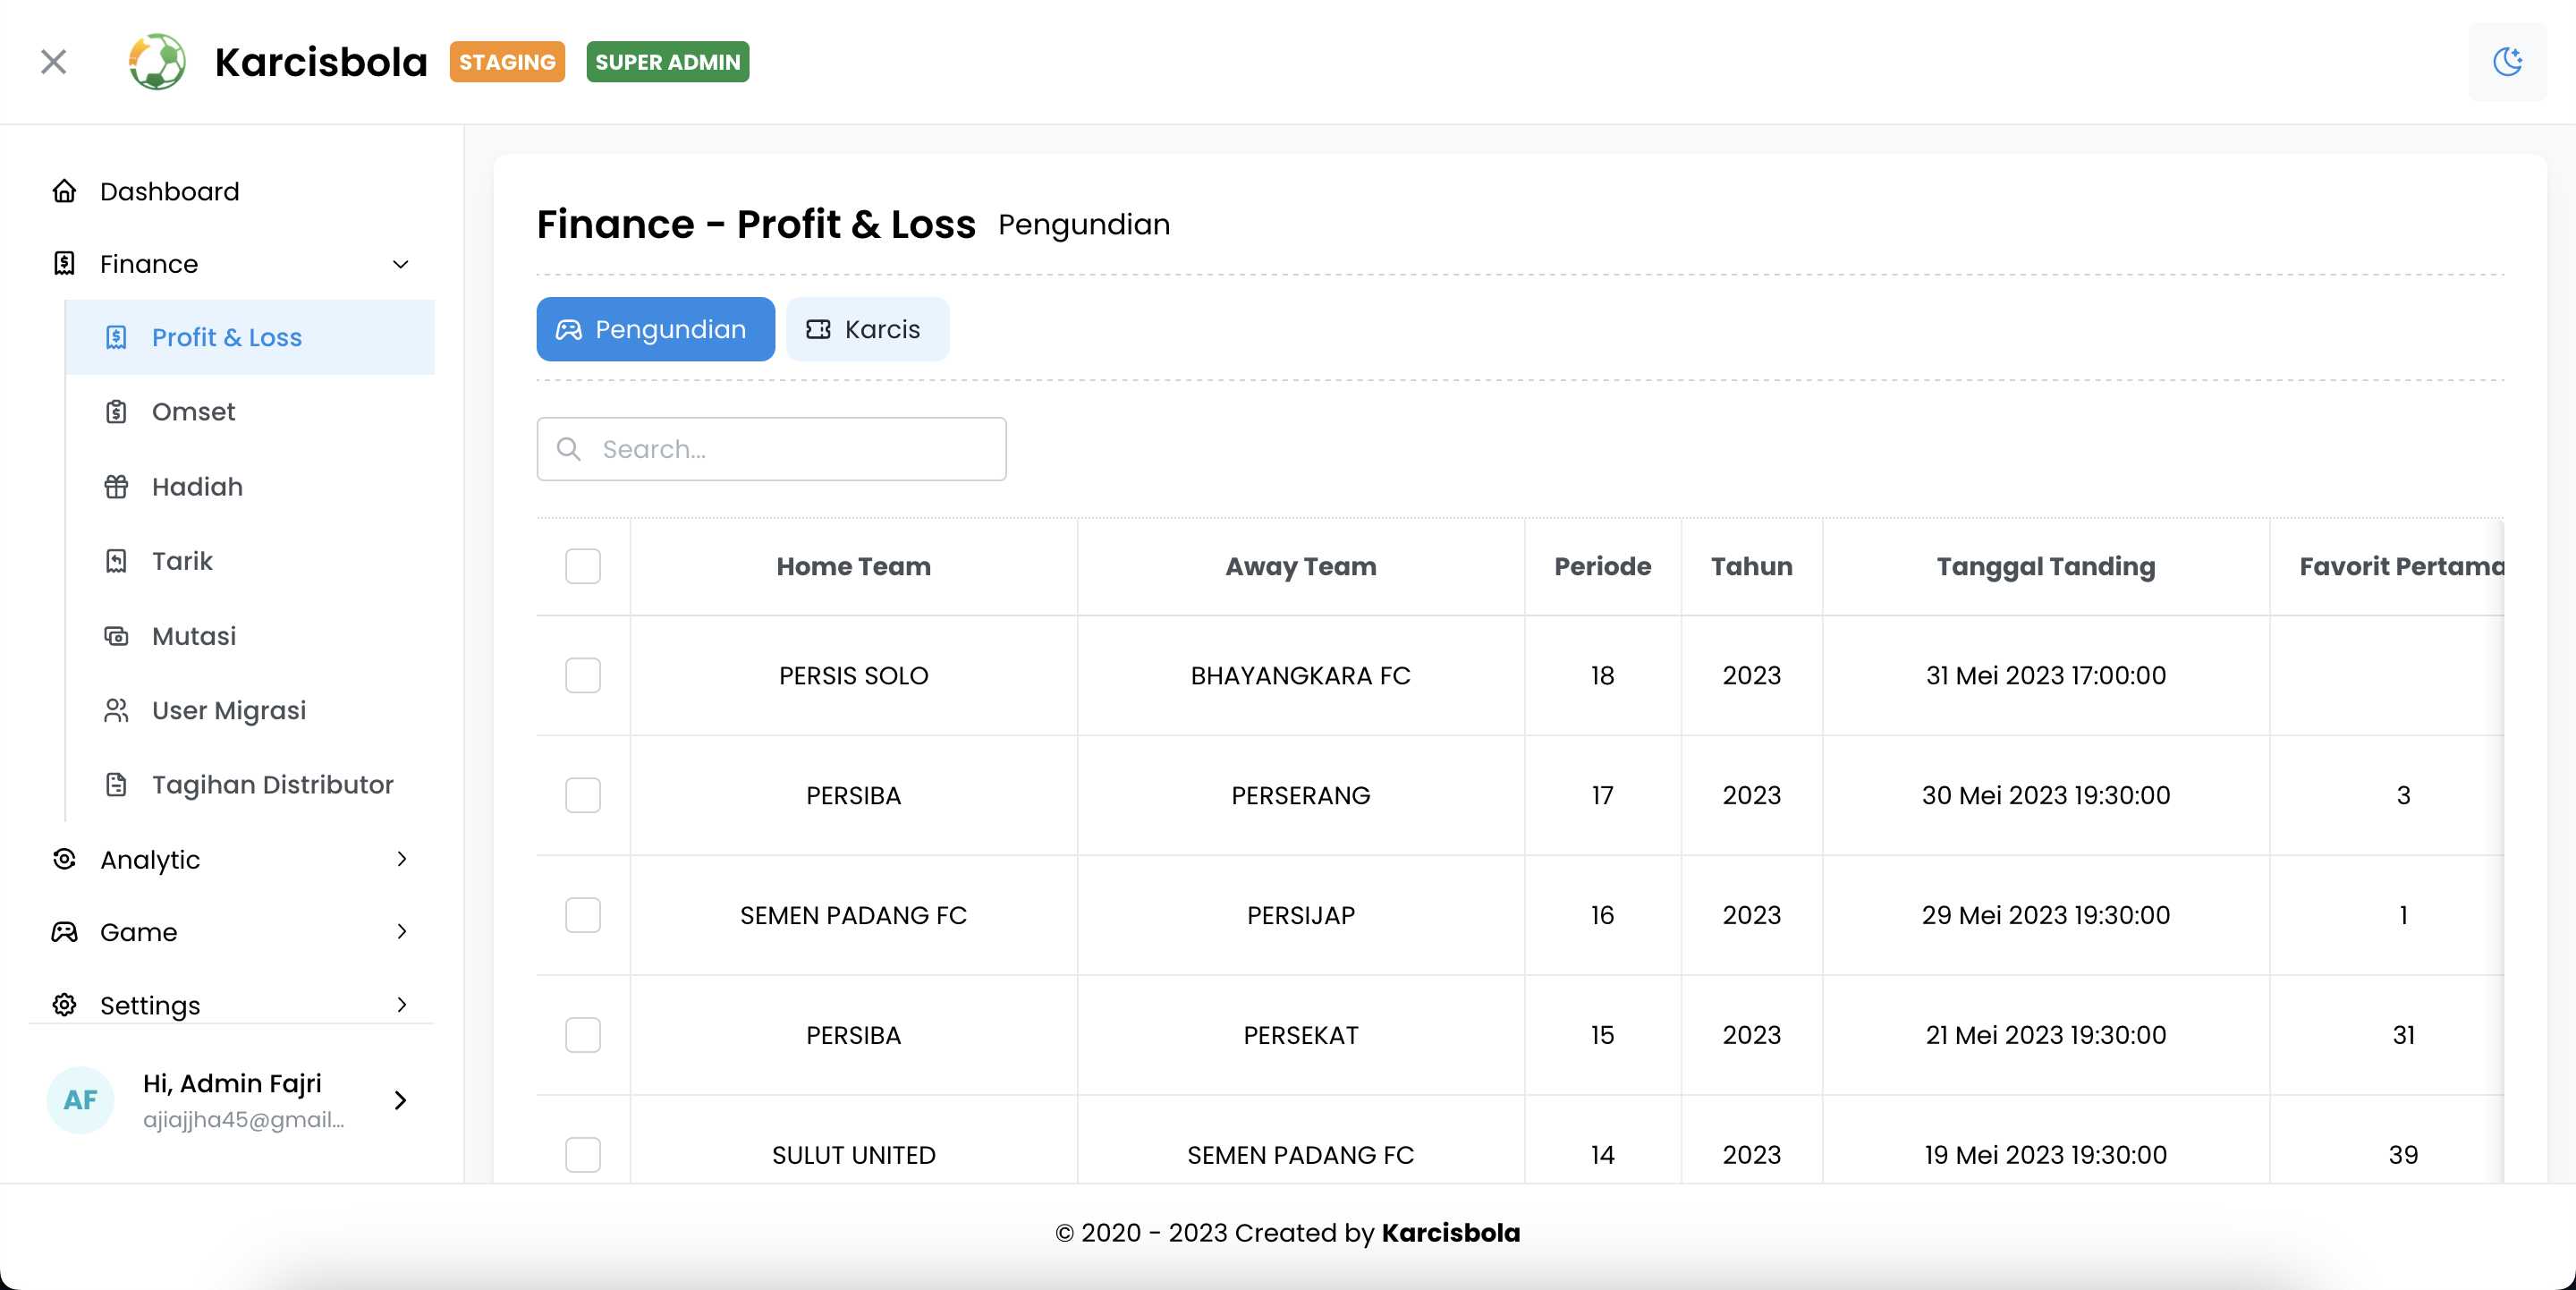 Karcisbola STAGING SUPER ADMIN
Dashboard
Finance
Profit & Loss
Omset
Hadiah
Tarik
Mutasi
User Migrasi
Tagihan Distributor
Analytic
Game
Settings
AF
Hi, Admin Fajri
ajiajjha45@gmail...
Finance - Profit & Loss Pengundian
Pengundian Karcis
Search...
Home Team Away Team Periode Tahun Tanggal Tanding Favorit Pertama
PERSIS SOLO BHAYANGKARA FC 18 2023 31 Mei 2023 17:00:00
PERSIBA PERSERANG 17 2023 30 Mei 2023 19:30:00 3
SEMEN PADANG FC PERSIJAP 16 2023 29 Mei 2023 19:30:00 1
PERSIBA PERSEKAT 15 2023 21 Mei 2023 19:30:00 31
SULUT UNITED SEMEN PADANG FC 14 2023 19 Mei 2023 19:30:00 39
© 2020 - 2023 Created by Karcisbola